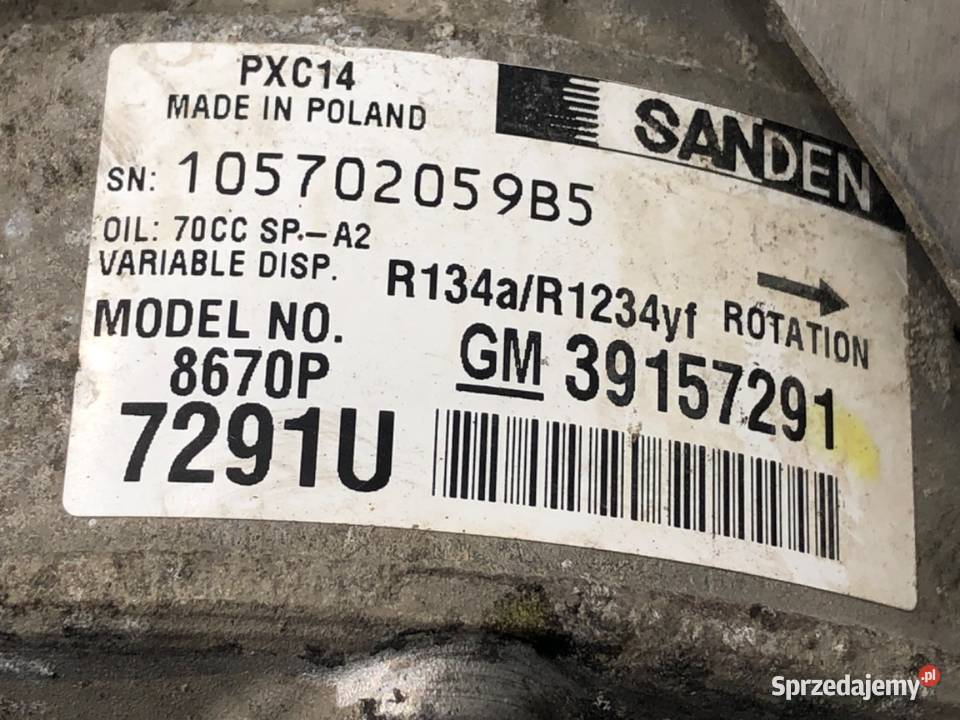 PXC14
MADE IN POLAND
SANDEN
SN: 105702059B5
OIL: 70CC SP-A2
VARIABLE DISP.
R134a/R1234yf ROTATION
MODEL NO.
8670P
GM 39157291
7291U
Sprzedajemy.pl